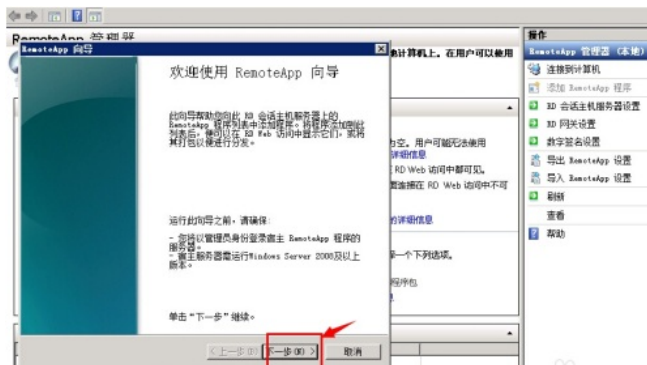 RemoteApp 管理器
RemoteApp 向导
欢迎使用 RemoteApp 向导
此向导帮助您向此 RD 会话主机服务器上的
RemoteApp 程序列表中添加程序。将程序添加到此
列表后，便可以在 RD Web 访问中显示它们，或将
其打包以便进行分发。
运行此向导之前，请确保:
- 您将以管理员身份登录宿主 RemoteApp 程序的
服务器。
- 宿主服务器是运行Windows Server 2008及以上
版本。
单击“下一步”继续。
< 上一步(B)
下一步(N) >
取消
计算机上。在用户可以使用
为空。用户可能无法使用
详细信息
RD Web 访问中都可见。
置连接在 RD Web 访问中不可
的详细信息
一个下列选项。
程序包
操作
RemoteApp 管理器 (本地)
连接到计算机
添加 RemoteApp 程序
RD 会话主机服务器设置
RD 网关设置
数字签名设置
导出 RemoteApp 设置
导入 RemoteApp 设置
刷新
查看
帮助